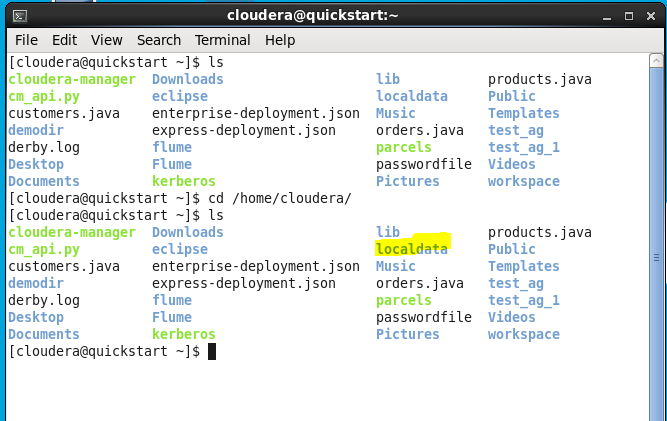 cloudera@quickstart:~
File Edit View Search Terminal Help
[cloudera@quickstart ~]$ ls
cloudera-manager Downloads lib products.java
cm_api.py eclipse localdata Public
customers.java enterprise-deployment.json Music Templates
demodir express-deployment.json orders.java test_ag
derby.log flume parcels test_ag_1
Desktop Flume passwordfile Videos
Documents kerberos Pictures workspace
[cloudera@quickstart ~]$ cd /home/cloudera/
[cloudera@quickstart ~]$ ls
cloudera-manager Downloads lib products.java
cm_api.py eclipse localdata Public
customers.java enterprise-deployment.json Music Templates
demodir express-deployment.json orders.java test_ag
derby.log flume parcels test_ag_1
Desktop Flume passwordfile Videos
Documents kerberos Pictures workspace
[cloudera@quickstart ~]$